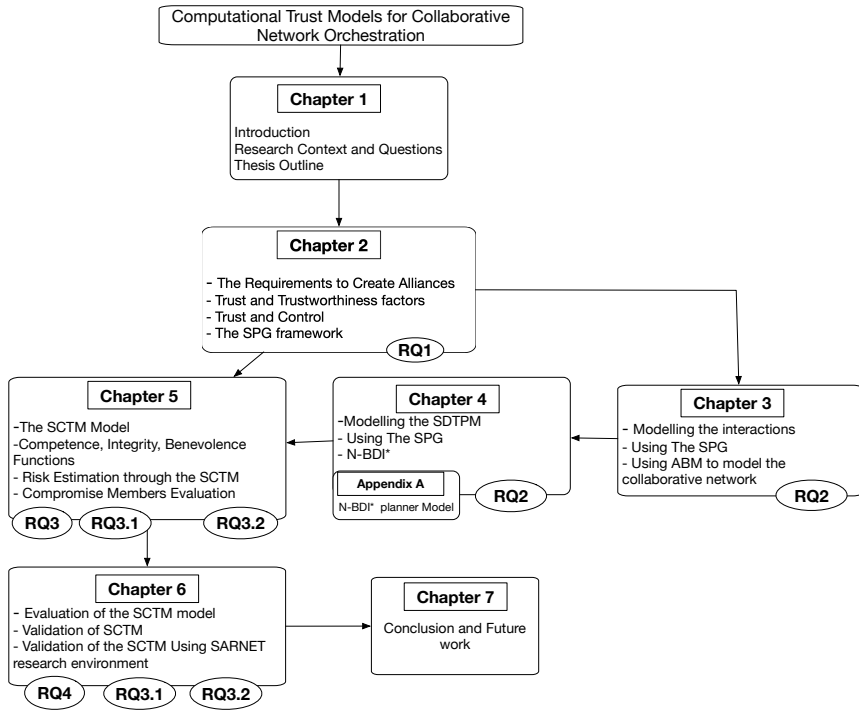 Computational Trust Models for Collaborative
Network Orchestration
Chapter 1
Introduction
Research Context and Questions
Thesis Outline
Chapter 2
- The Requirements to Create Alliances
- Trust and Trustworthiness factors
- Trust and Control
- The SPG framework
RQ1
Chapter 5
-The SCTM Model
-Competence, Integrity, Benevolence
Functions
- Risk Estimation through the SCTM
- Compromise Members Evaluation
RQ3
RQ3.1
RQ3.2
Chapter 4
-Modelling the SDTPM
- Using The SPG
- N-BDI*
Appendix A
N-BDI* planner Model
RQ2
Chapter 3
- Modelling the interactions
- Using The SPG
- Using ABM to model the
collaborative network
RQ2
Chapter 6
- Evaluation of the SCTM model
- Validation of SCTM
- Validation of the SCTM Using SARNET
research environment
RQ4
RQ3.1
RQ3.2
Chapter 7
Conclusion and Future
work